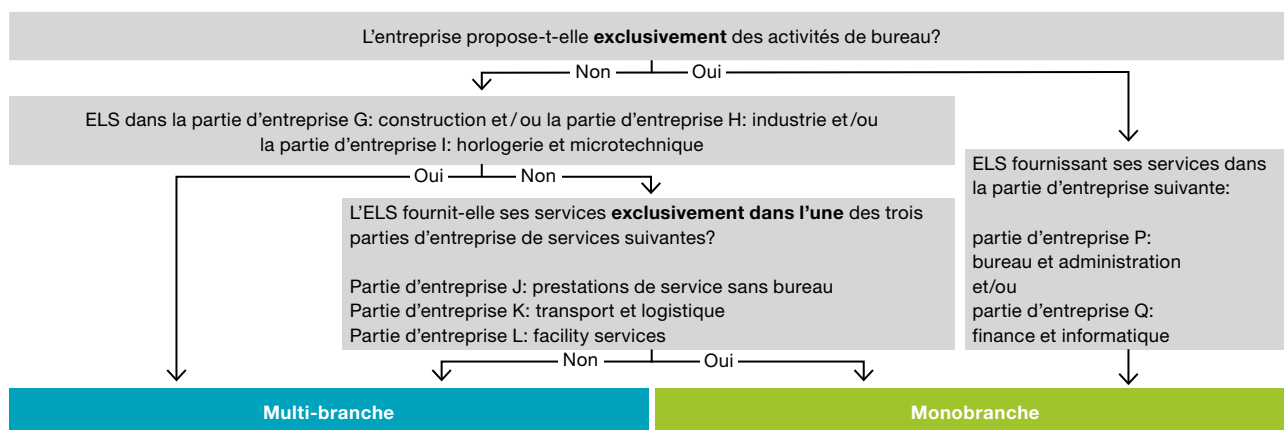 L'entreprise propose-t-elle exclusivement des activités de bureau?
Non
Oui
ELS dans la partie d'entreprise G: construction et/ou la partie d'entreprise H: industrie et/ou
la partie d'entreprise I: horlogerie et microtechnique
Oui
Non
L'ELS fournit-elle ses services exclusivement dans l'une des trois
parties d'entreprise de services suivantes?
Partie d'entreprise J: prestations de service sans bureau
Partie d'entreprise K: transport et logistique
Partie d'entreprise L: facility services
Non
Oui
ELS fournissant ses services dans
la partie d'entreprise suivante:
partie d'entreprise P:
bureau et administration
et/ou
partie d'entreprise Q:
finance et informatique
Multi-branche
Monobranche